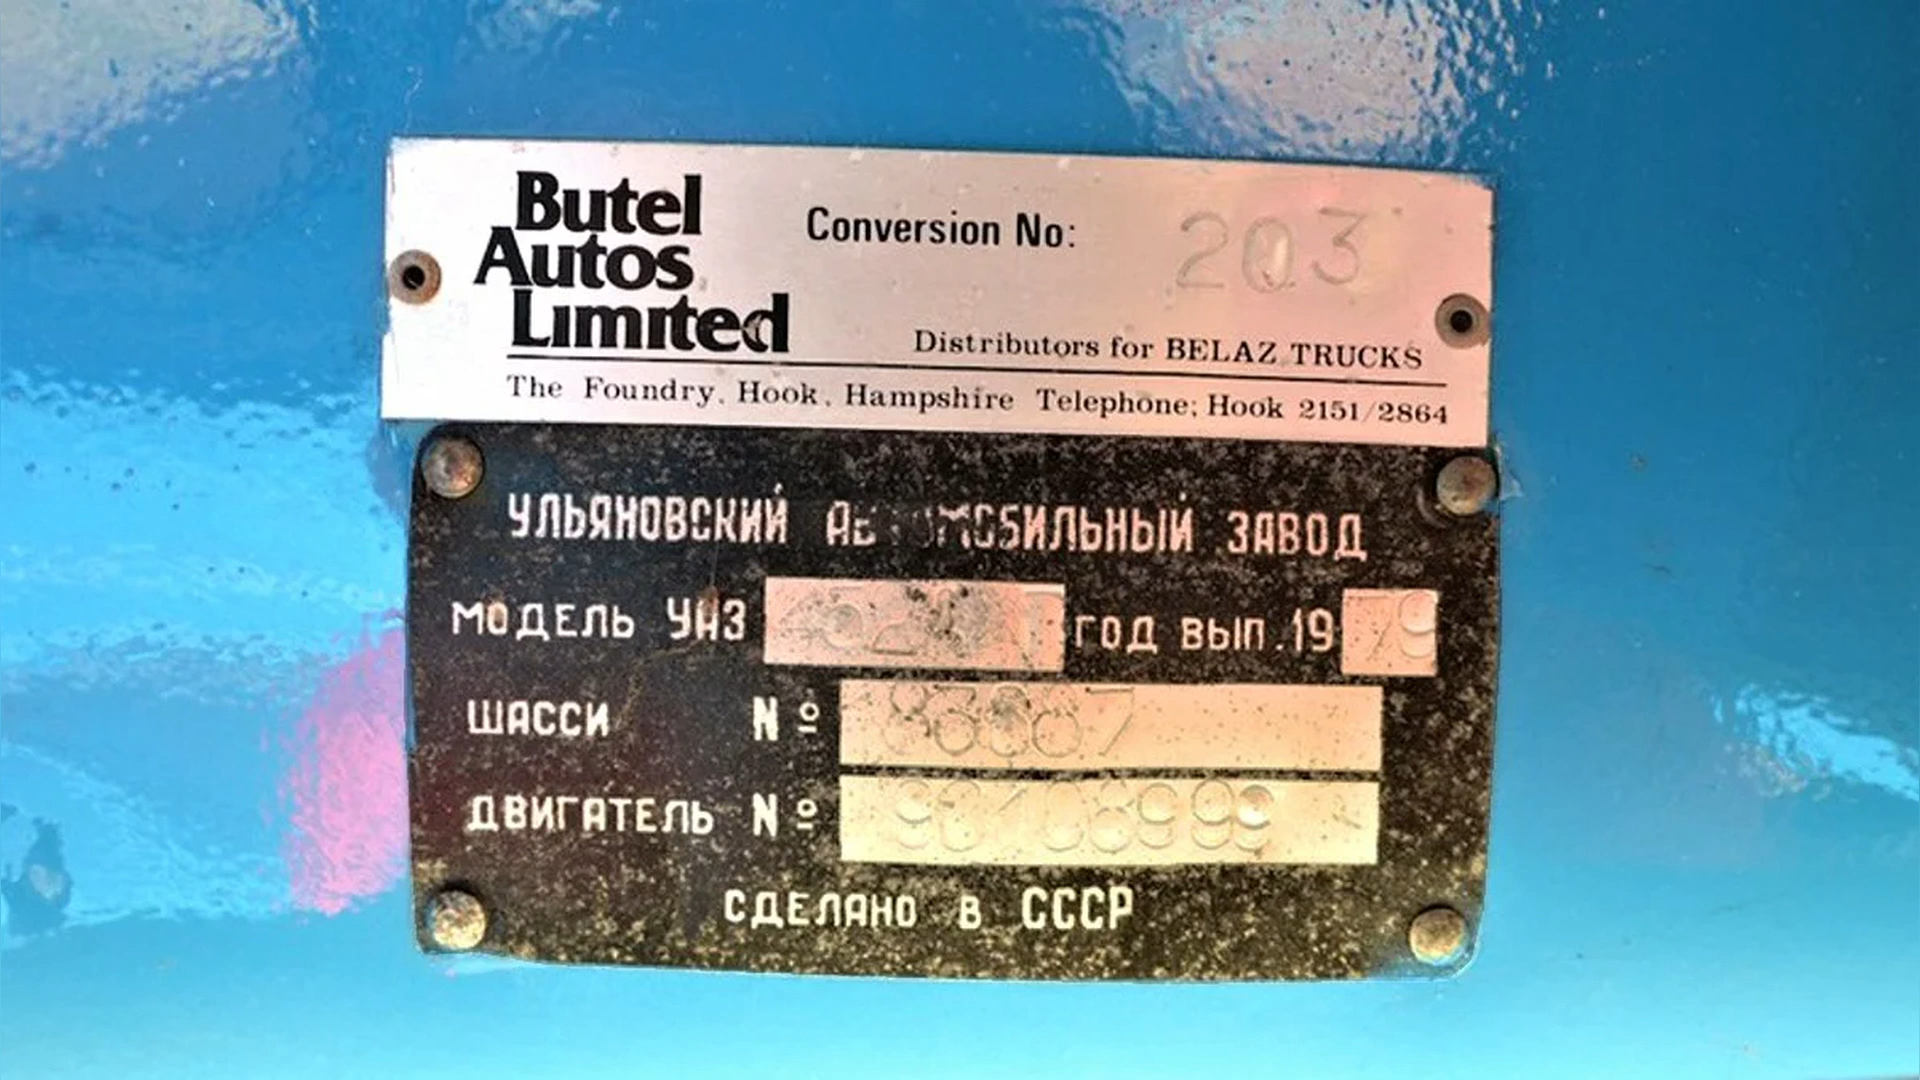 Butel
Autos
Limited
Conversion No: 203
Distributors for BELAZ TRUCKS
The Foundry, Hook, Hampshire Telephone: Hook 2151/2864
УЛЬЯНОВСКИЙ АВТОМОБИЛЬНЫЙ ЗАВОД
МОДЕЛЬ УАЗ ГОД ВЫП. 1979
ШАССИ №
ДВИГАТЕЛЬ №
СДЕЛАНО В СССР